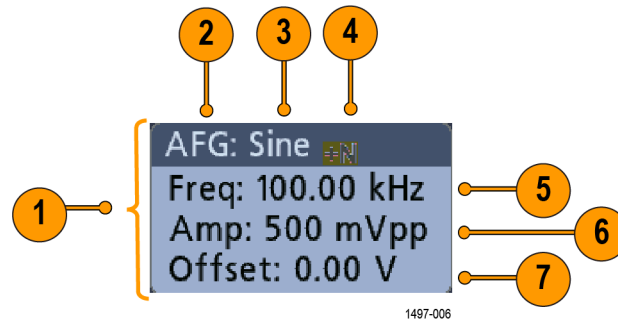 2 3 4
AFG: Sine +N
1
Freq: 100.00 kHz 5
Amp: 500 mVpp 6
Offset: 0.00 V 7
1497-006